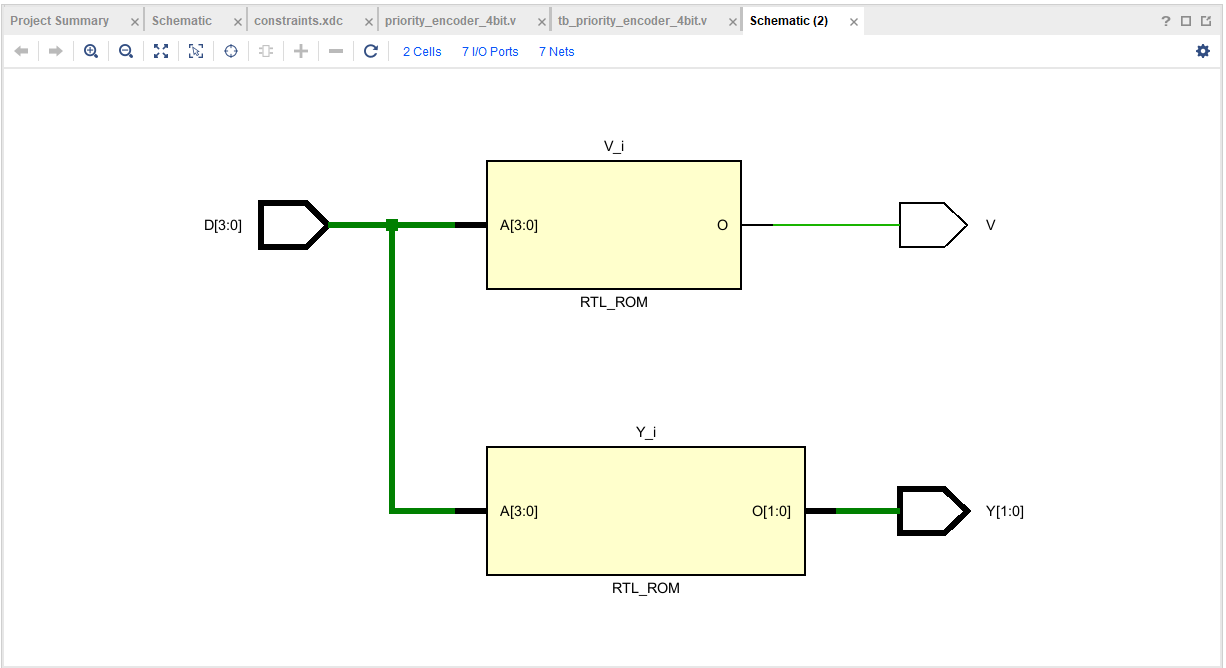 Project Summary × Schematic × constraints.xdc × priority_encoder_4bit.v × tb_priority_encoder_4bit.v × Schematic (2) × ?
2 Cells 7 I/O Ports 7 Nets
V_i
D[3:0] A[3:0] O V
RTL_ROM
Y_i
A[3:0] O[1:0] Y[1:0]
RTL_ROM